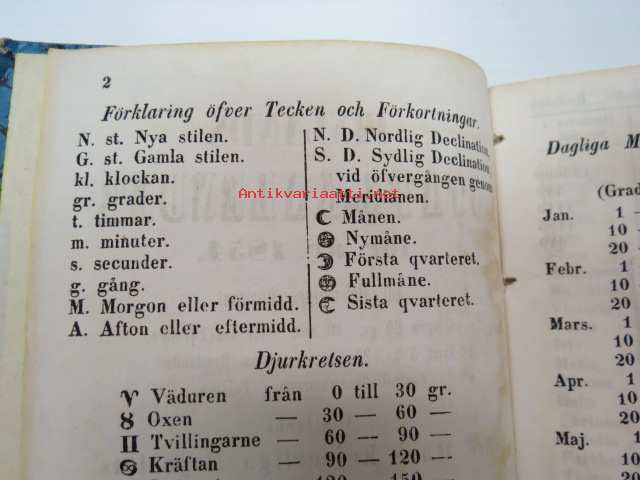 2
Förklaring öfver Tecken och Förkortningar.
N. st. Nya stilen.
G. st. Gamla stilen.
kl. klockan.
gr. grader.
t. timmar.
m. minuter.
s. secunder.
g. gång.
M. Morgon eller förmidd.
A. Afton eller eftermidd.
N. D. Nordlig Declination,
S. D. Sydlig Declination,
vid öfvergången genom
Meridianen.
☾ Månen.
Nymåne.
Första qvarteret.
Fullmåne.
Sista qvarteret.
Djurkretsen.
♈ Väduren från 0 till 30 gr.
♉ Oxen — 30 — 60 —
♊ Tvillingarne — 60 — 90 —
♋ Kräftan — 90 — 120 —
Antikvariaatti.net
Dagliga M
(Grad
Jan. 1
10
20
Febr. 1
10
20
Mars. 1
10
20
Apr. 1
10
20
Maj. 1
10
20